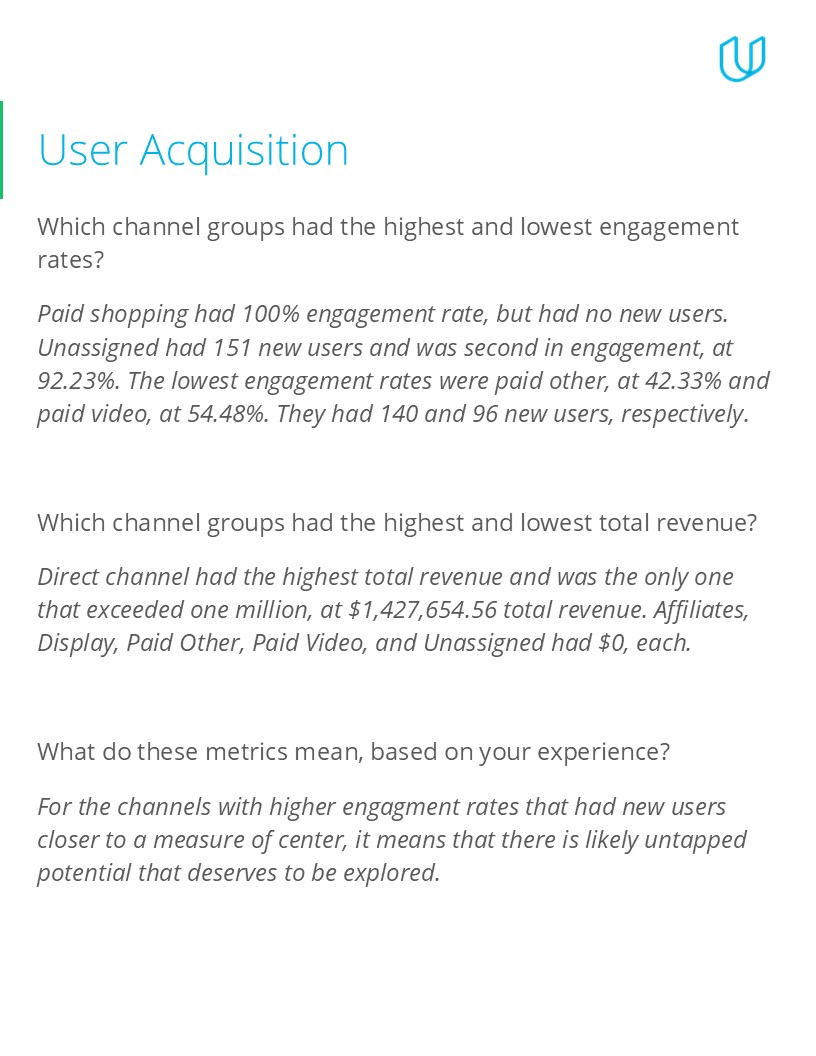 User Acquisition
Which channel groups had the highest and lowest engagement
rates?
Paid shopping had 100% engagement rate, but had no new users.
Unassigned had 151 new users and was second in engagement, at
92.23%. The lowest engagement rates were paid other, at 42.33% and
paid video, at 54.48%. They had 140 and 96 new users, respectively.
Which channel groups had the highest and lowest total revenue?
Direct channel had the highest total revenue and was the only one
that exceeded one million, at $1,427,654.56 total revenue. Affiliates,
Display, Paid Other, Paid Video, and Unassigned had $0, each.
What do these metrics mean, based on your experience?
For the channels with higher engagment rates that had new users
closer to a measure of center, it means that there is likely untapped
potential that deserves to be explored.